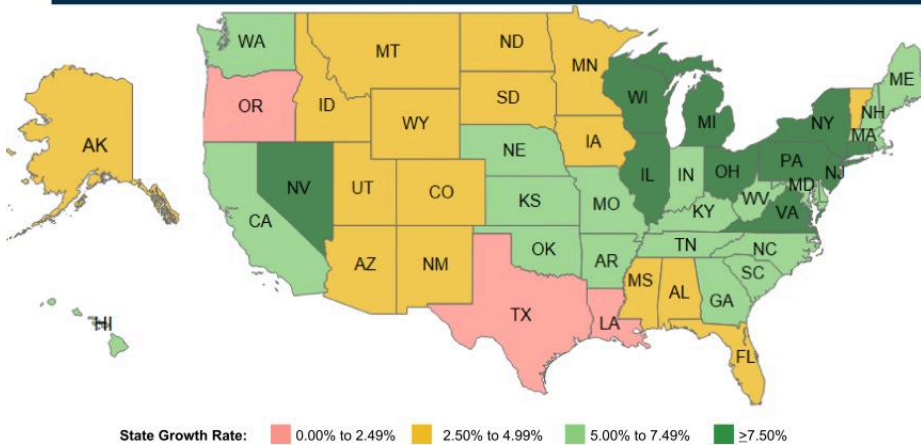 WA
MT
ND
MN
ME
OR
ID
SD
WI
NH
WY
MI
NY
MA
AK
IA
NE
PA
NV
IL
IN
OH
NJ
UT
CO
MD
WV
VA
CA
KS
MO
KY
TN
NC
AZ
NM
OK
AR
SC
MS
AL
GA
HI
TX
LA
FL
State Growth Rate: 0.00% to 2.49% 2.50% to 4.99% 5.00% to 7.49% ≥7.50%